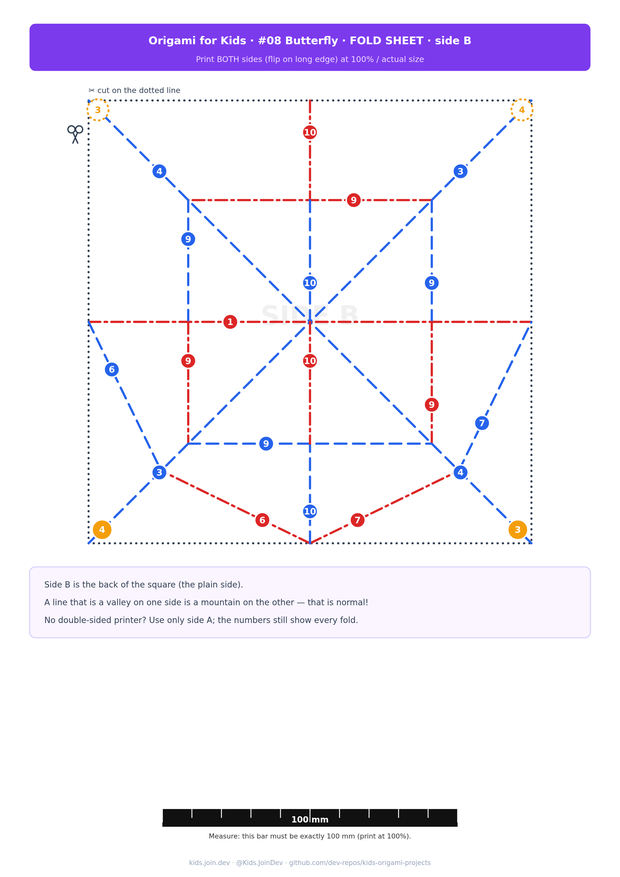 Origami for Kids · #08 Butterfly · FOLD SHEET · side B
Print BOTH sides (flip on long edge) at 100% / actual size
✂ cut on the dotted line
3
4
10
4
3
9
9
10
9
SIDE B
1
9
10
9
6
7
9
3
4
10
6
7
4
3
Side B is the back of the square (the plain side).
A line that is a valley on one side is a mountain on the other — that is normal!
No double-sided printer? Use only side A; the numbers still show every fold.
100 mm
Measure: this bar must be exactly 100 mm (print at 100%).
kids.join.dev · @Kids.JoinDev · github.com/dev-repos/kids-origami-projects